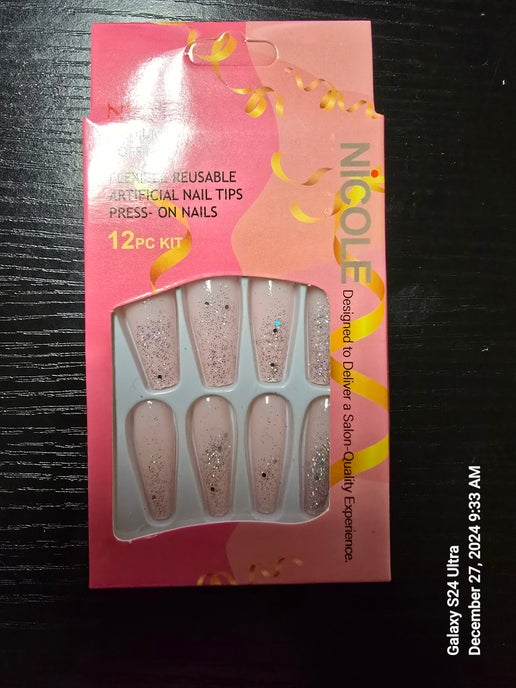 FLEXIBLE REUSABLE
ARTIFICIAL NAIL TIPS
PRESS- ON NAILS
12PC KIT
NiCOLE
Designed to Deliver a Salon-Quality Experience.
Galaxy S24 Ultra
December 27, 2024 9:33 AM